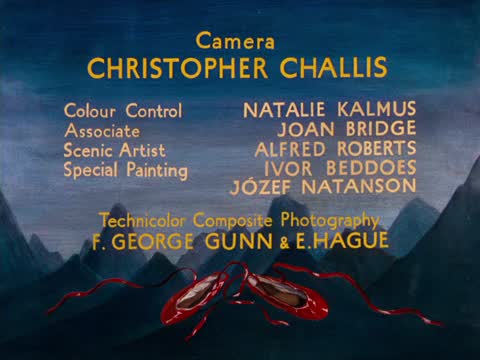 Camera
CHRISTOPHER CHALLIS
Colour Control NATALIE KALMUS
Associate JOAN BRIDGE
Scenic Artist ALFRED ROBERTS
Special Painting IVOR BEDDOES
JÓZEF NATANSON
Technicolor Composite Photography
F. GEORGE GUNN & E. HAGUE